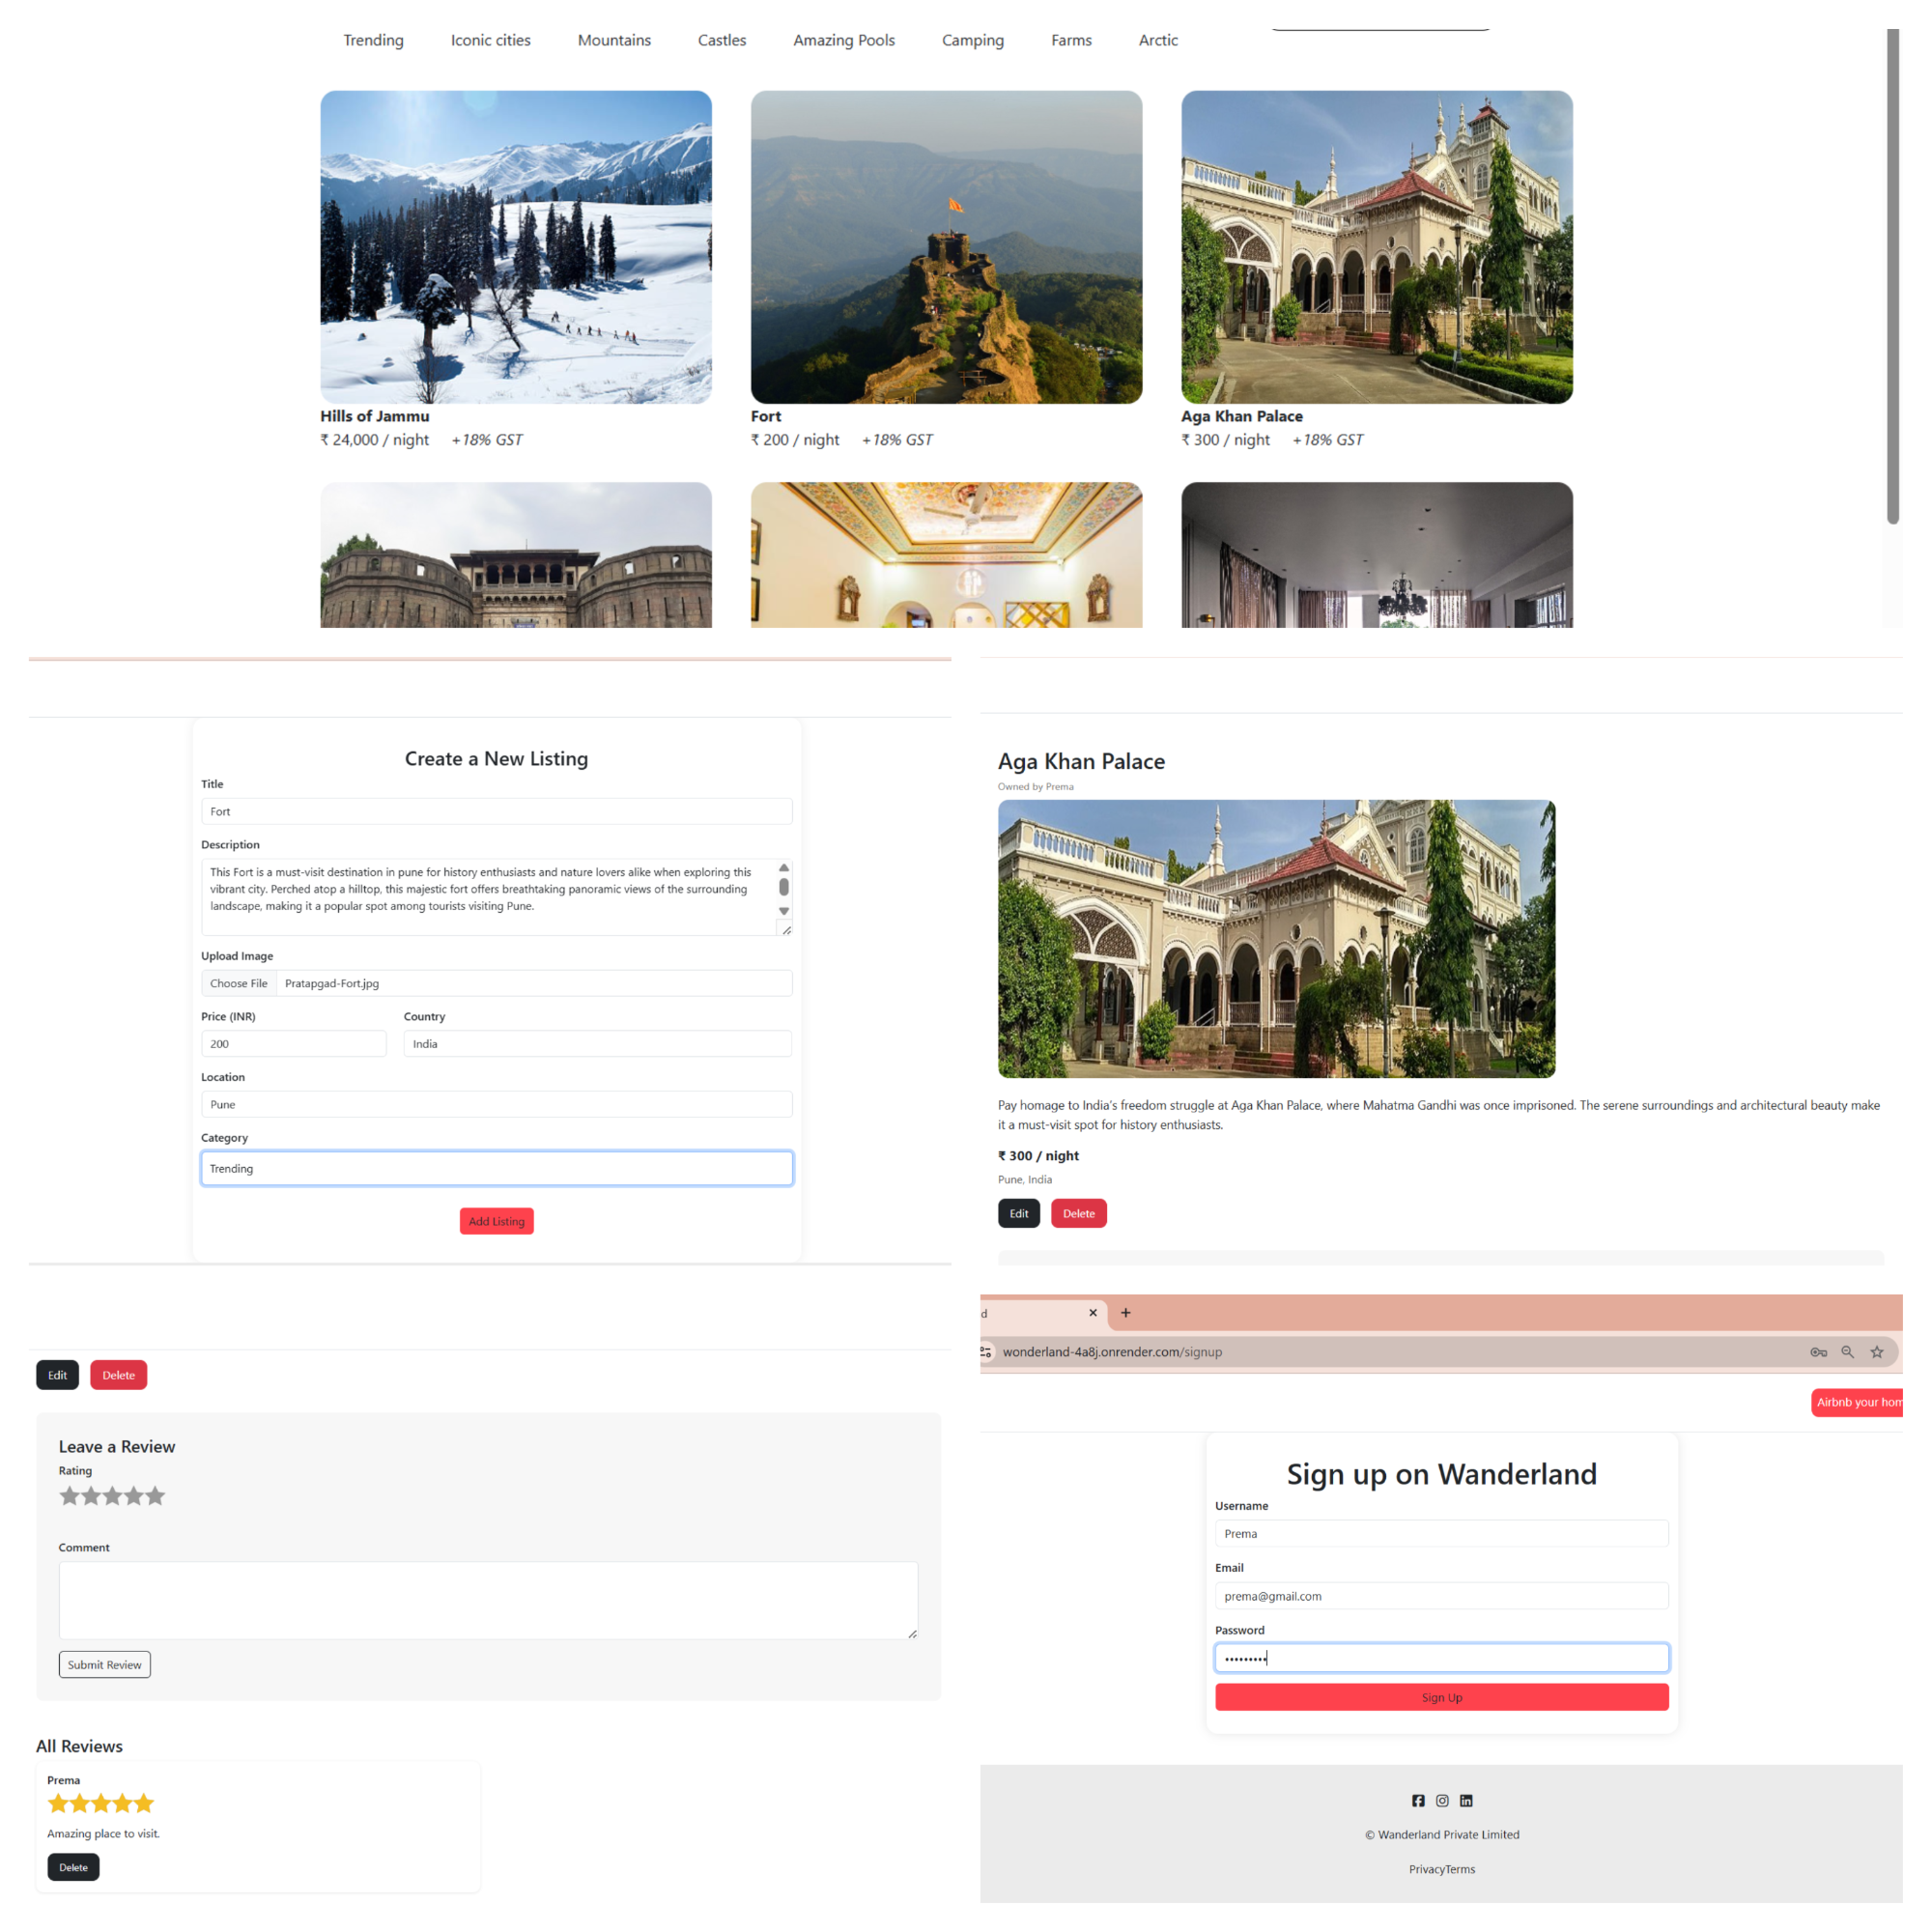 Trending Iconic cities Mountains Castles Amazing Pools Camping Farms Arctic
Hills of Jammu
₹ 24,000 / night +18% GST
Fort
₹ 200 / night +18% GST
Aga Khan Palace
₹ 300 / night +18% GST
Create a New Listing
Title
Fort
Description
This Fort is a must-visit destination in pune for history enthusiasts and nature lovers alike when exploring this
vibrant city. Perched atop a hilltop, this majestic fort offers breathtaking panoramic views of the surrounding
landscape, making it a popular spot among tourists visiting Pune.
Upload Image
Choose File Pratapgad-Fort.jpg
Price (INR) Country
200 India
Location
Pune
Category
Trending
Add Listing
Aga Khan Palace
Owned by Prema
Pay homage to India's freedom struggle at Aga Khan Palace, where Mahatma Gandhi was once imprisoned. The serene surroundings and architectural beauty make
it a must-visit spot for history enthusiasts.
₹ 300 / night
Pune, India
Edit Delete
Edit Delete
Leave a Review
Rating
Comment
Submit Review
All Reviews
Prema
Amazing place to visit.
Delete
d
wonderland-4a8j.onrender.com/signup
Airbnb your hom
Sign up on Wanderland
Username
Prema
Email
prema@gmail.com
Password
Sign Up
© Wanderland Private Limited
PrivacyTerms